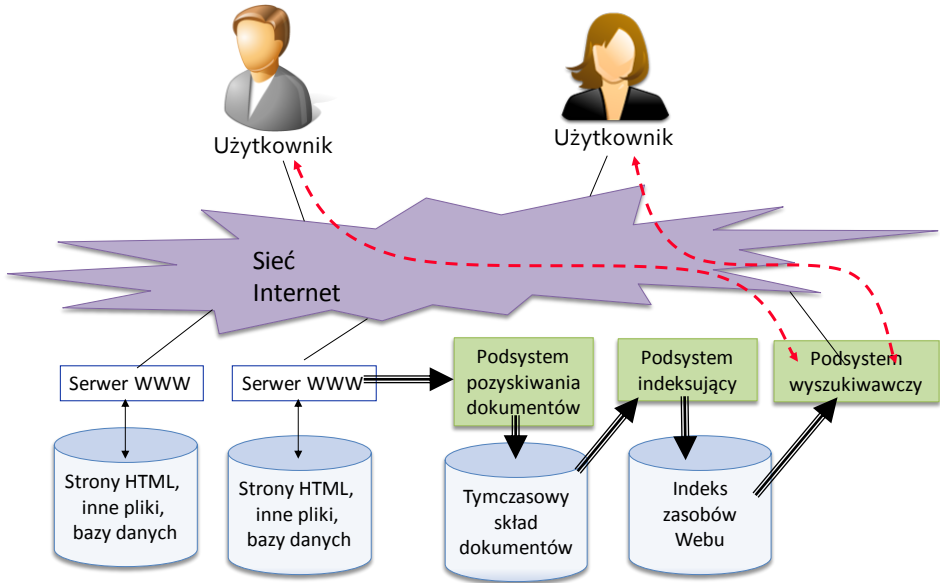 Użytkownik
Użytkownik
Sieć
Internet
Serwer WWW
Serwer WWW
Podsystem
pozyskiwania
dokumentów
Podsystem
indeksujący
Podsystem
wyszukiwawczy
Strony HTML,
inne pliki,
bazy danych
Strony HTML,
inne pliki,
bazy danych
Tymczasowy
skład
dokumentów
Indeks
zasobów
Webu